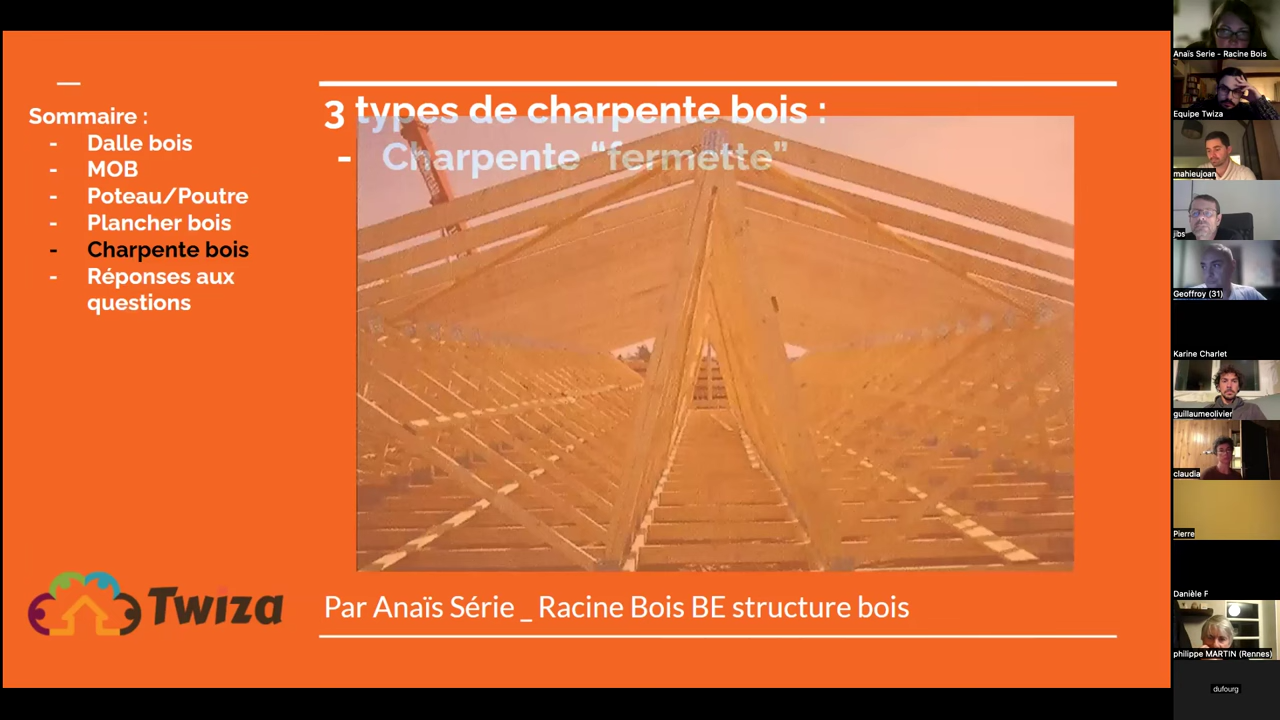 Sommaire :
- Dalle bois
- MOB
- Poteau/Poutre
- Plancher bois
- Charpente bois
- Réponses aux
questions
Twiza
3 types de charpente bois :
- Charpente “fermette”
Par Anaïs Série _ Racine Bois BE structure bois
Anaïs Serie - Racine Bois
Equipe Twiza
mahieujoan
jibs
Geoffroy (31)
Karine Charlet
guillaumeolivier
claudia
Pierre
Danièle F
philippe MARTIN (Rennes)
dufourg